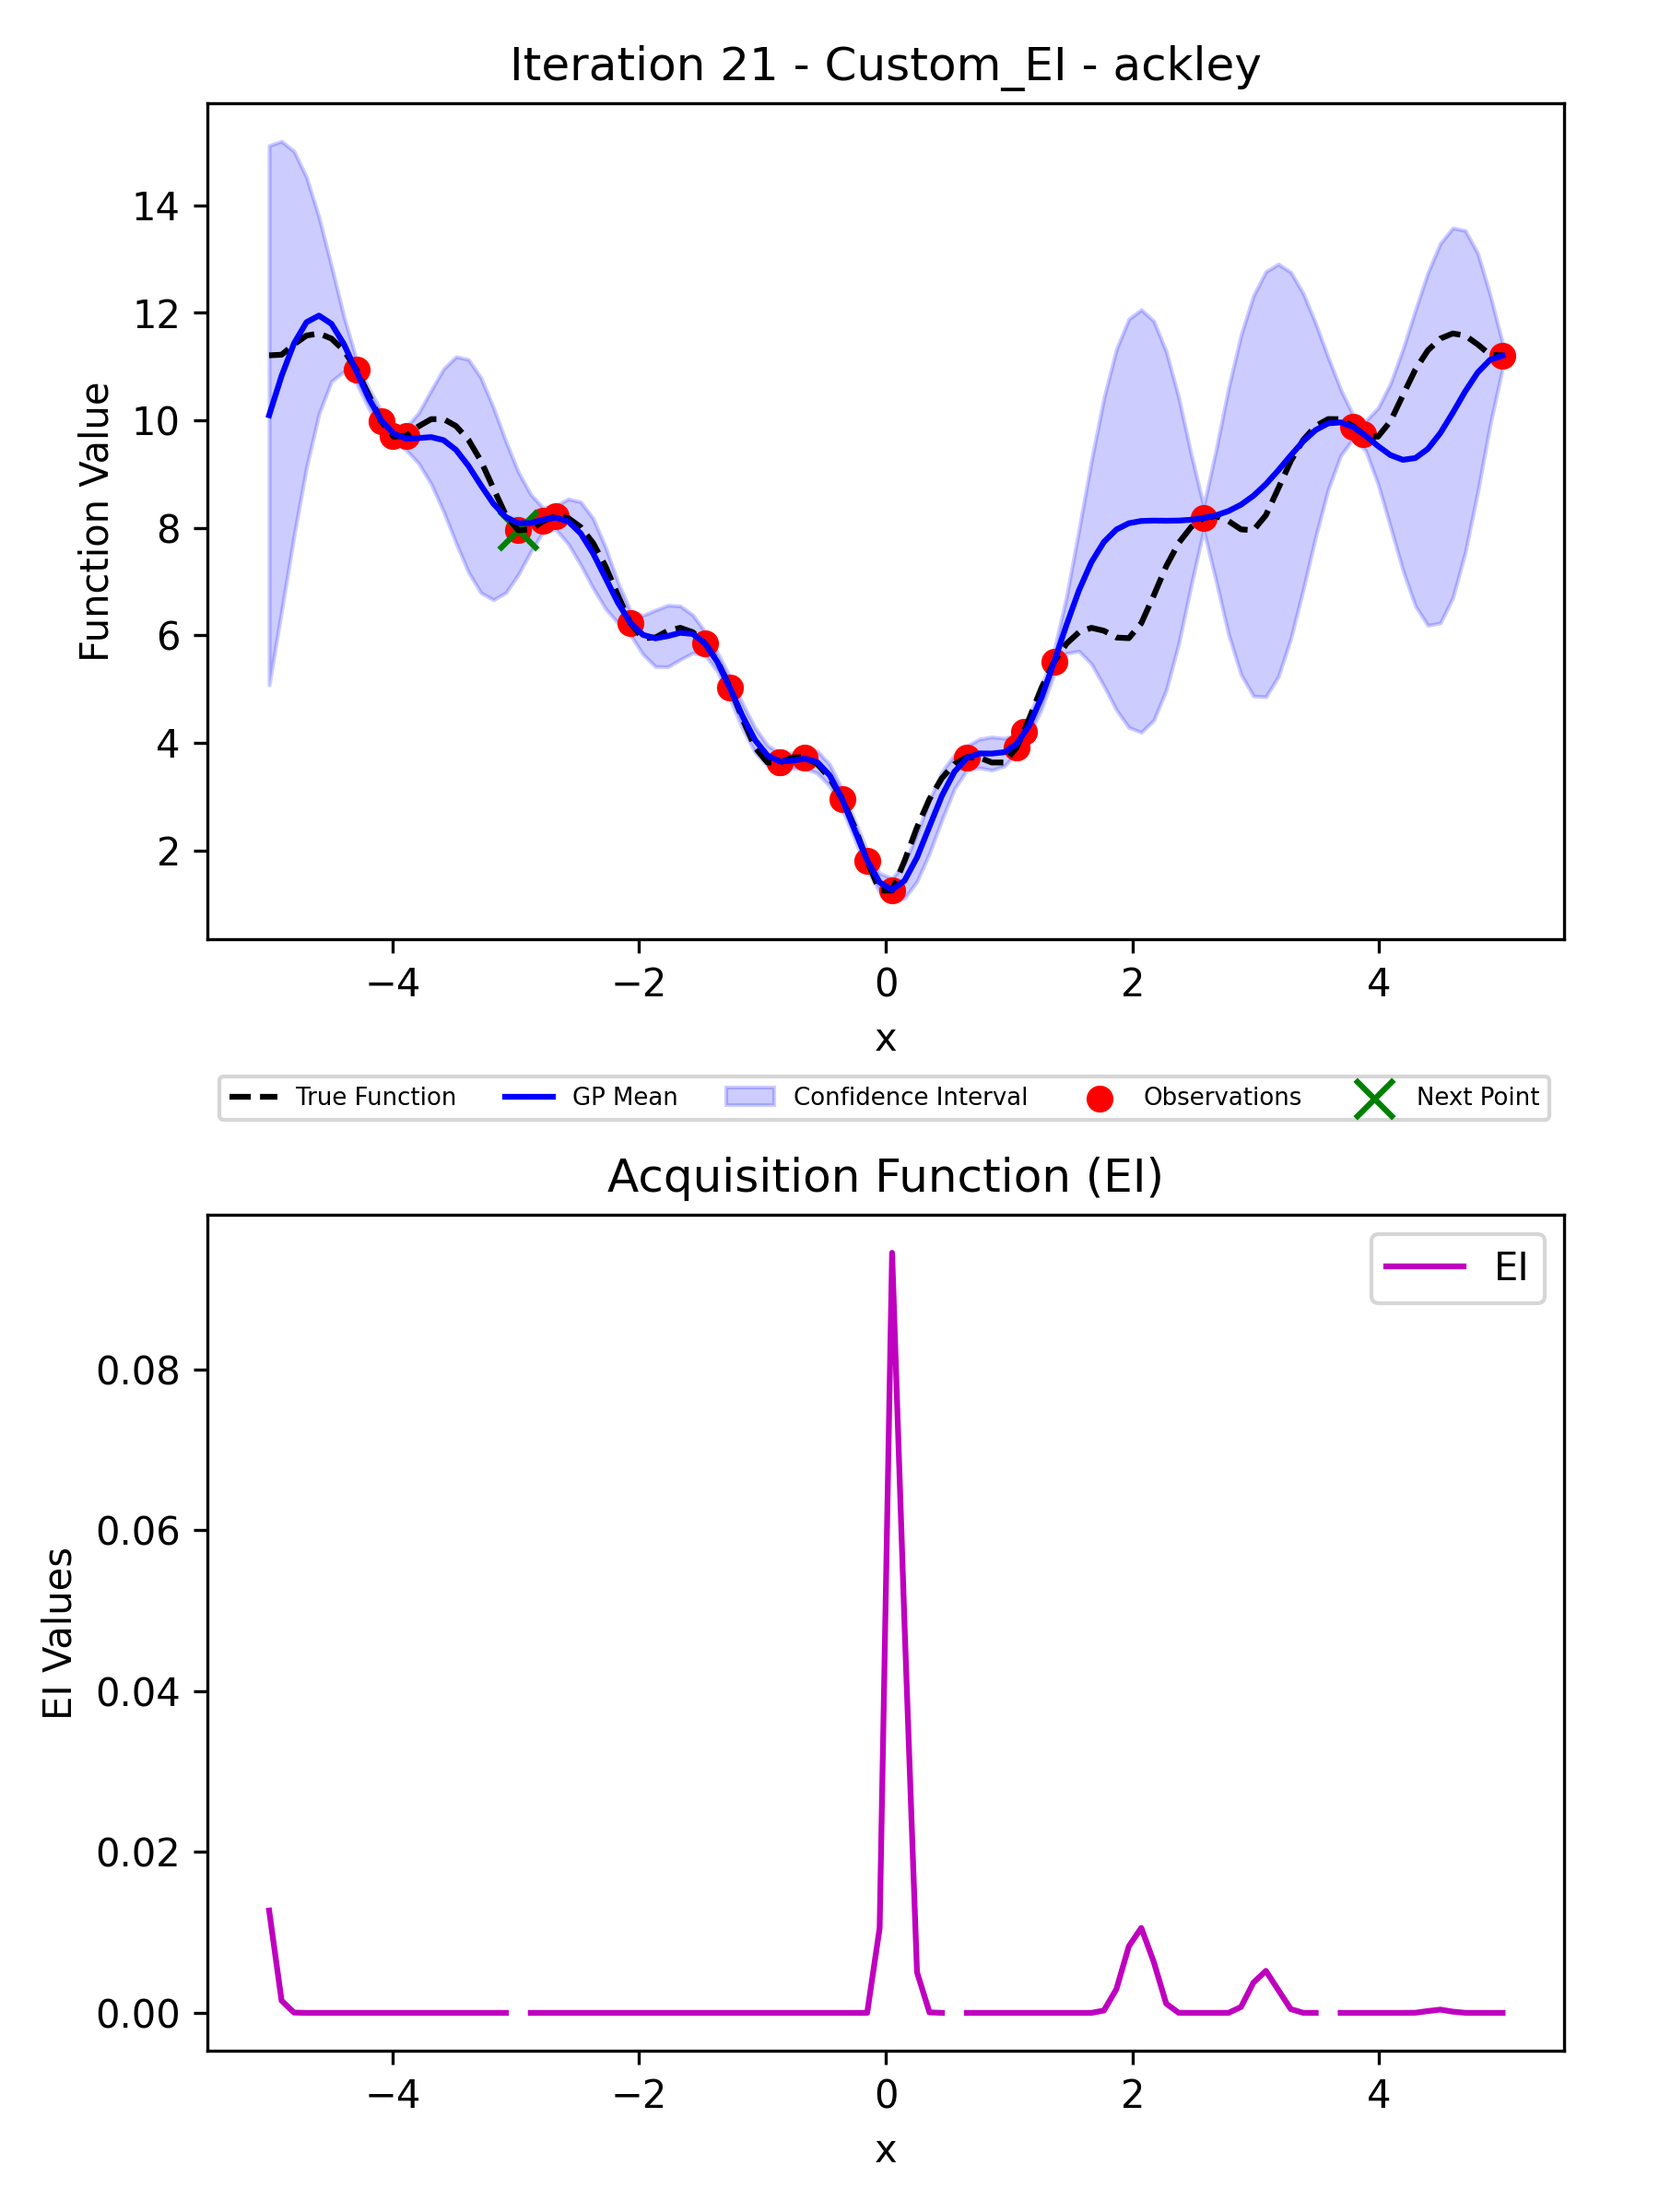 Iteration 21 - Custom_EI - ackley
Function Value
14
12
10
8
6
4
2
−4 −2 0 2 4
x
True Function GP Mean Confidence Interval Observations Next Point
Acquisition Function (EI)
EI
EI Values
0.08
0.06
0.04
0.02
0.00
−4 −2 0 2 4
x